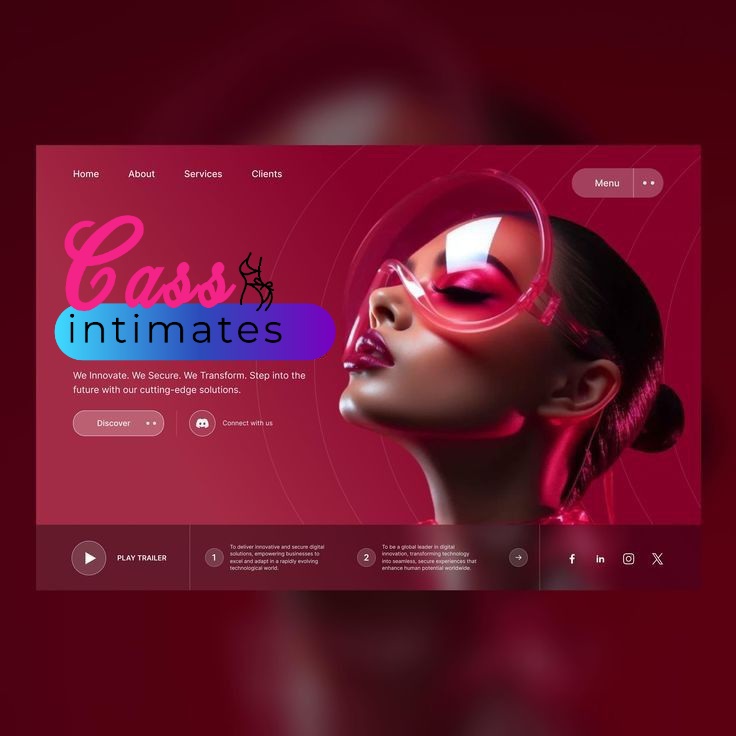 Home About Services Clients
Menu
Cass
intimates
We Innovate. We Secure. We Transform. Step into the
future with our cutting-edge solutions.
Discover
Connect with us
PLAY TRAILER
1
To deliver innovative and secure digital
solutions, empowering businesses to
excel and adapt in a rapidly evolving
technological world.
2
To be a global leader in digital
innovation, transforming technology
into seamless, secure experiences that
enhance human potential worldwide.